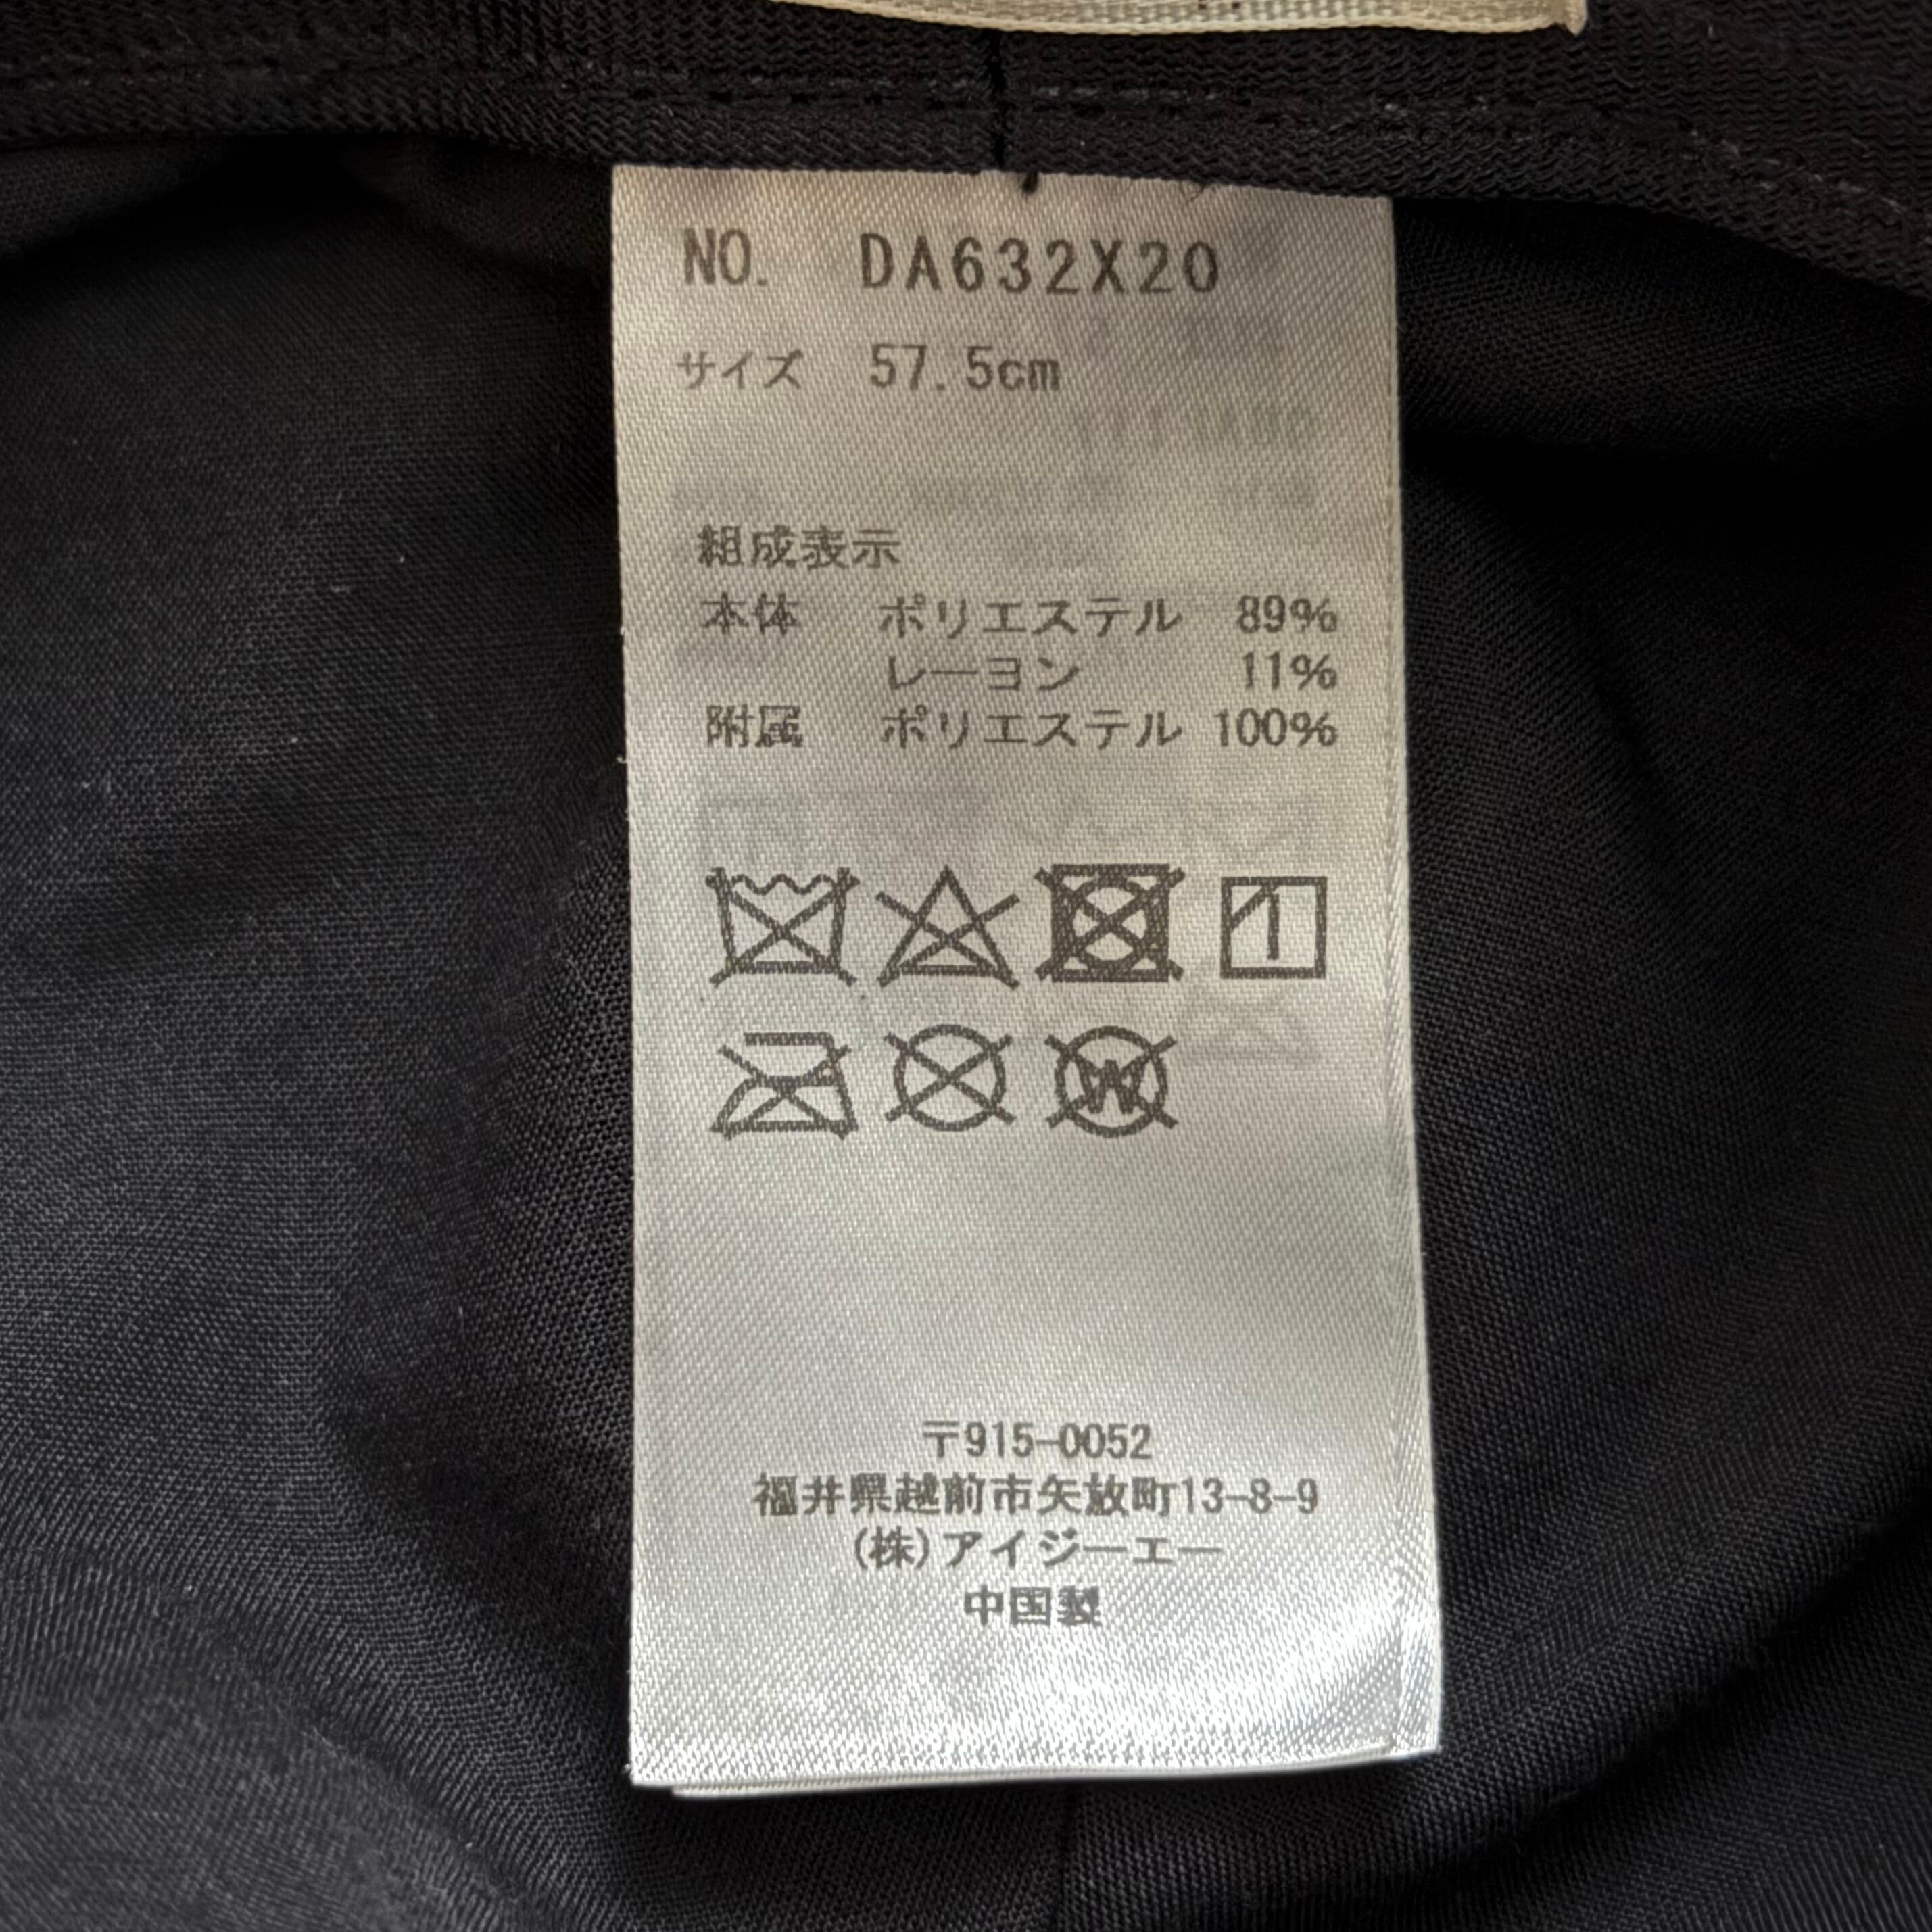 NO. DA632X20
サイズ 57.5cm
組成表示
本体 ポリエステル 89%
レーヨン 11%
附属 ポリエステル 100%
W
〒915-0052
福井県越前市矢放町13-8-9
(株)アイジーエー
中国製